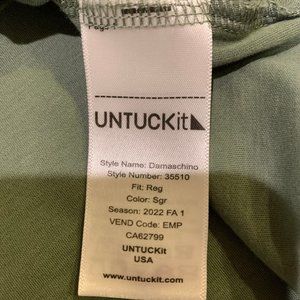 UNTUCKit
Style Name: Damaschino
Style Number: 35510
Fit: Reg
Color: Sgr
Season: 2022 FA 1
VEND Code: EMP
CA62799
UNTUCKit
USA
www.untuckit.com